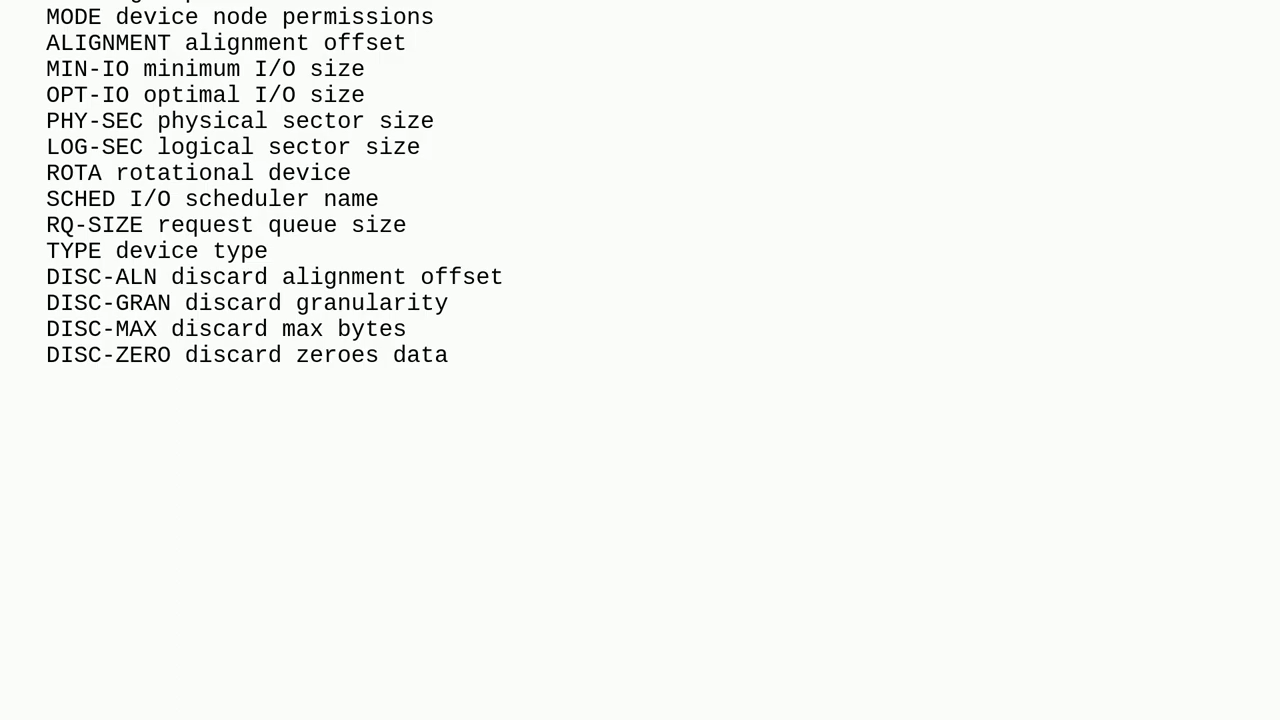 MODE device node permissions
ALIGNMENT alignment offset
MIN-IO minimum I/O size
OPT-IO optimal I/O size
PHY-SEC physical sector size
LOG-SEC logical sector size
ROTA rotational device
SCHED I/O scheduler name
RQ-SIZE request queue size
TYPE device type
DISC-ALN discard alignment offset
DISC-GRAN discard granularity
DISC-MAX discard max bytes
DISC-ZERO discard zeroes data